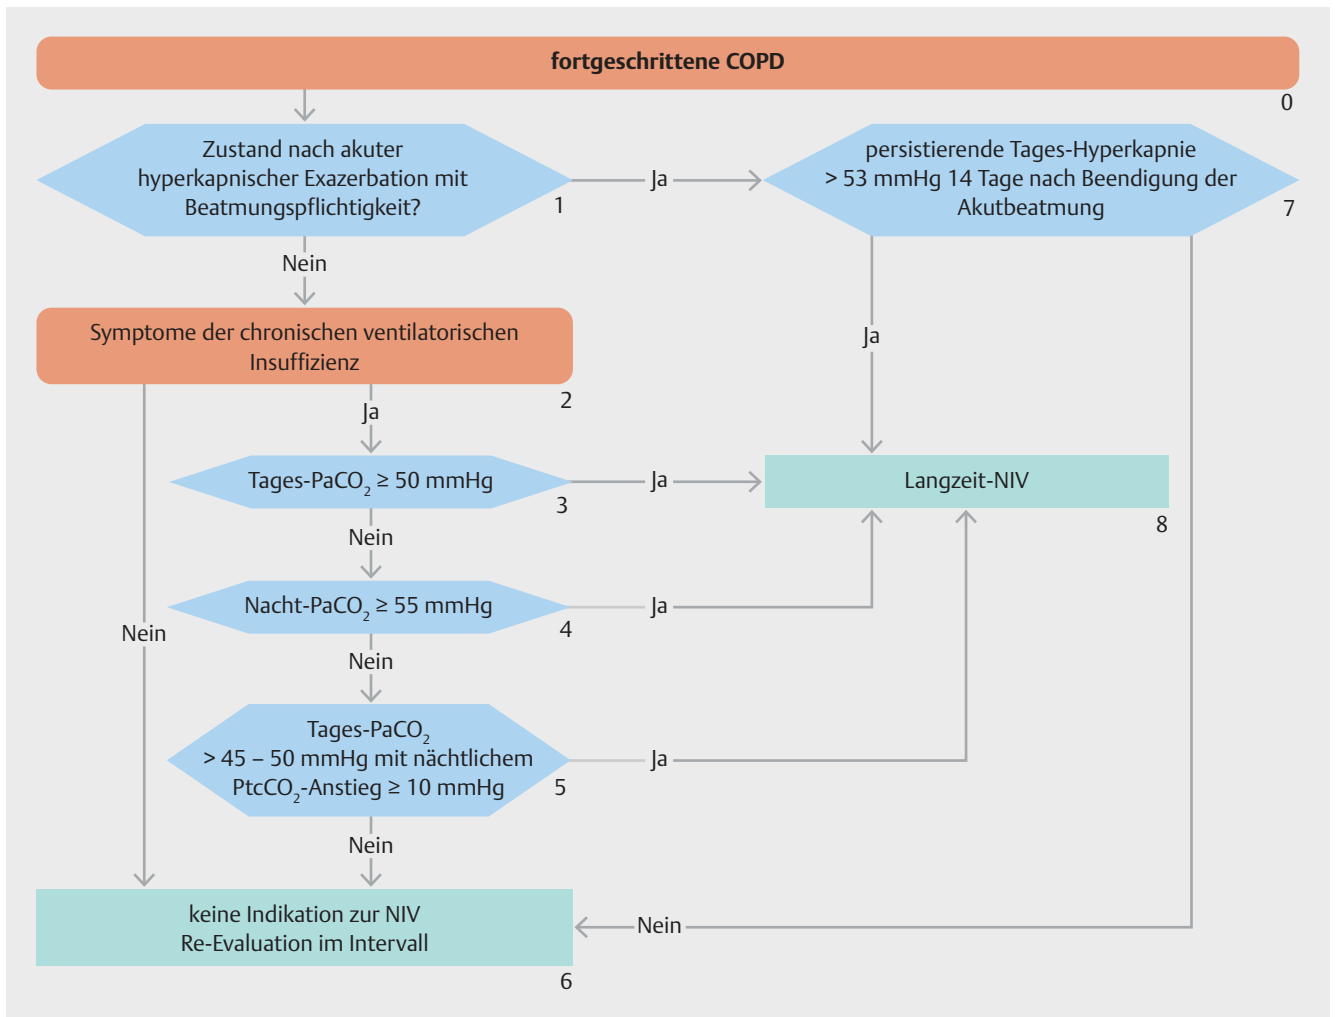 fortgeschrittene COPD
0
Zustand nach akuter
hyperkapnischer Exazerbation mit
Beatmungspflichtigkeit?
1
Ja
persistierende Tages-Hyperkapnie
> 53 mmHg 14 Tage nach Beendigung der
Akutbeatmung
7
Nein
Symptome der chronischen ventilatorischen
Insuffizienz
2
Ja
Ja
Tages-PaCO₂ ≥ 50 mmHg
3
Ja
Langzeit-NIV
8
Nein
Nacht-PaCO₂ ≥ 55 mmHg
4
Ja
Nein
Nein
Tages-PaCO₂
> 45 – 50 mmHg mit nächtlichem
PtcCO₂-Anstieg ≥ 10 mmHg
5
Ja
Nein
keine Indikation zur NIV
Re-Evaluation im Intervall
6
Nein